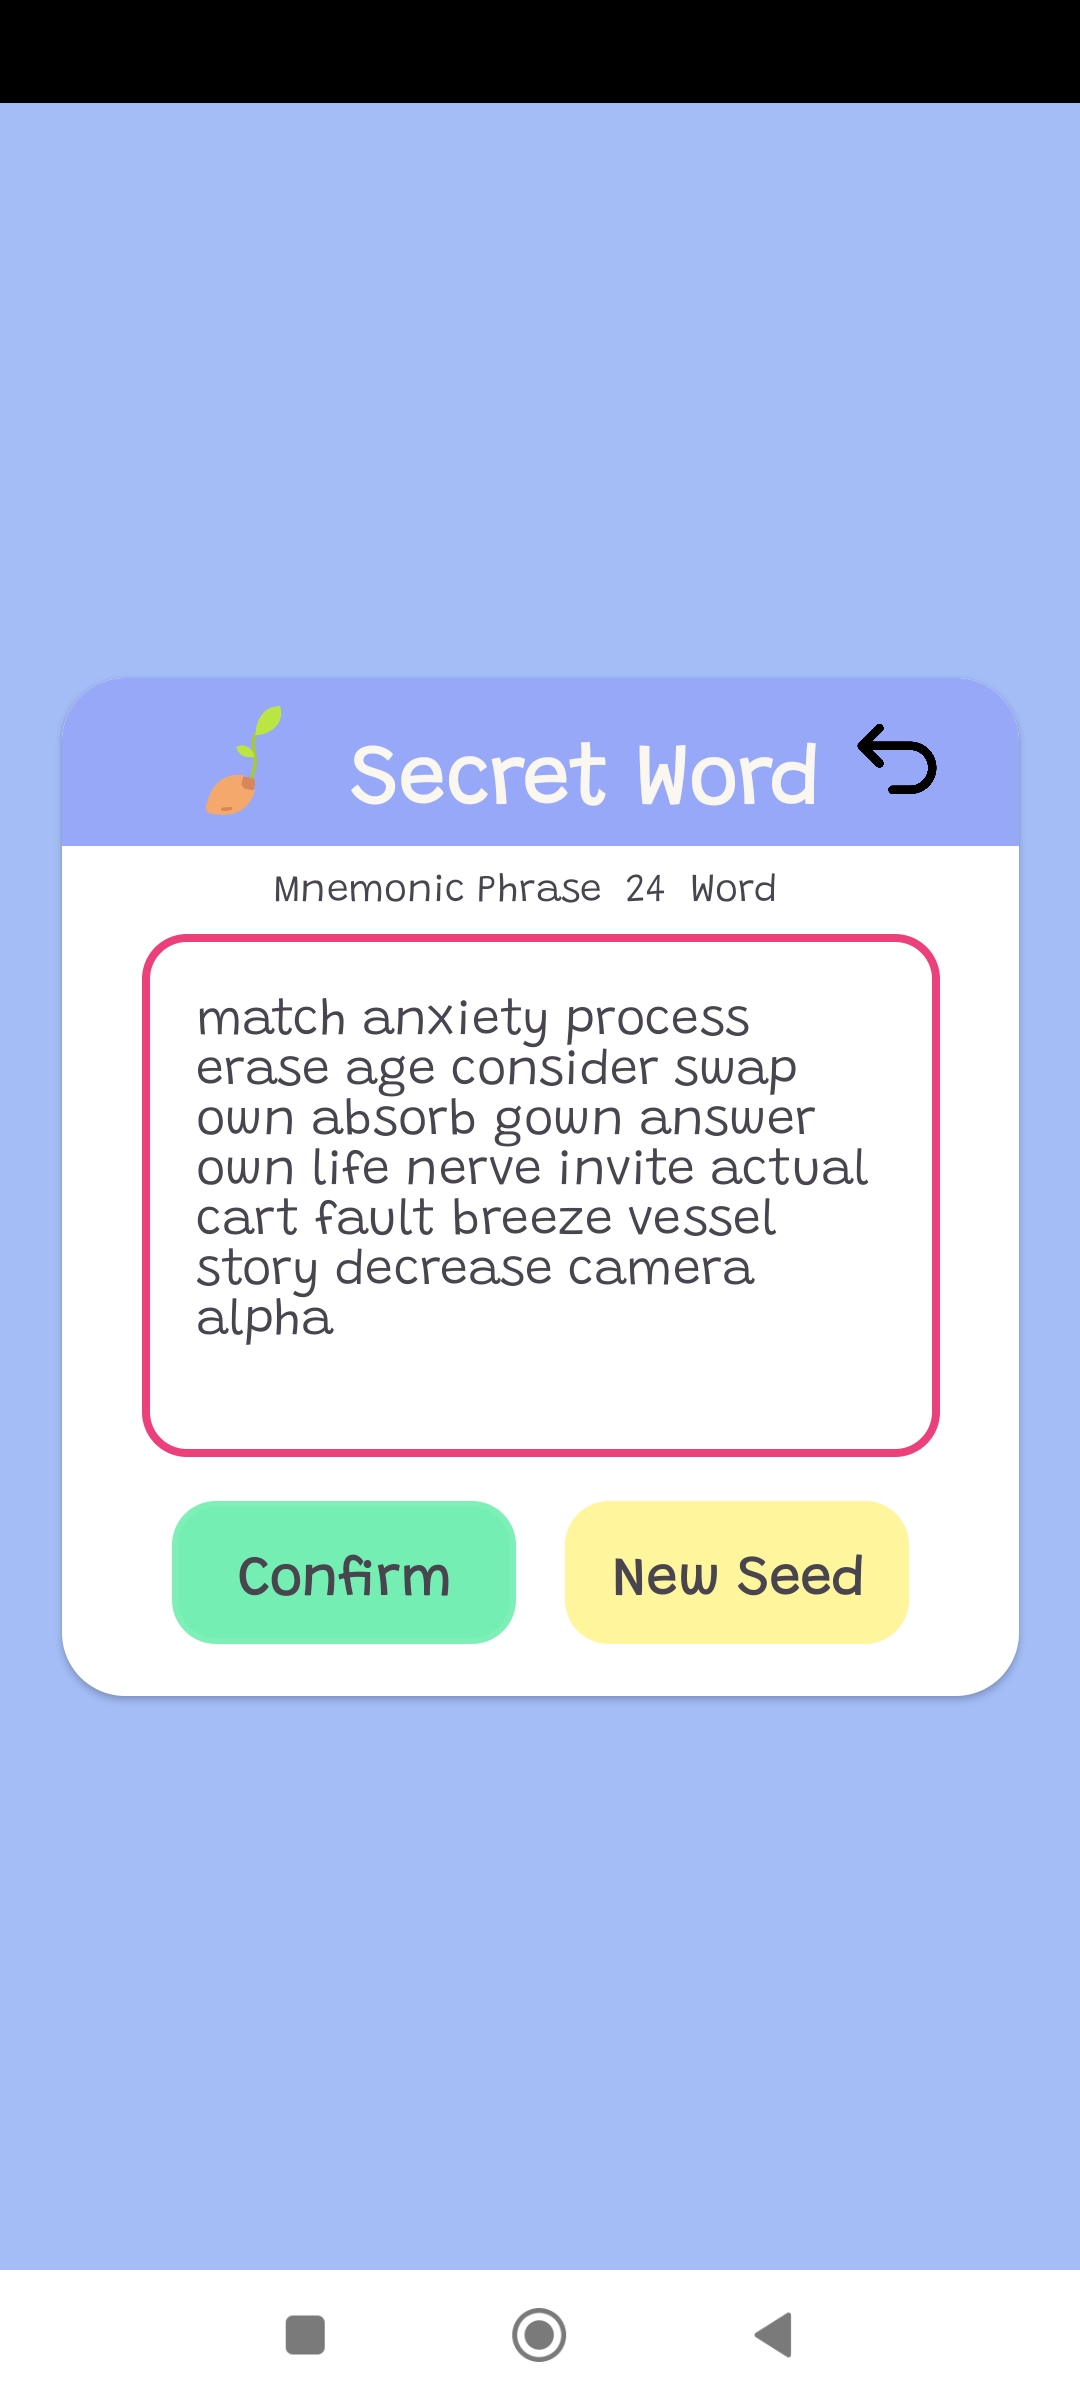 Secret Word
Mnemonic Phrase 24 Word
match anxiety process
erase age consider swap
own absorb gown answer
own life nerve invite actual
cart fault breeze vessel
story decrease camera
alpha
Confirm
New Seed